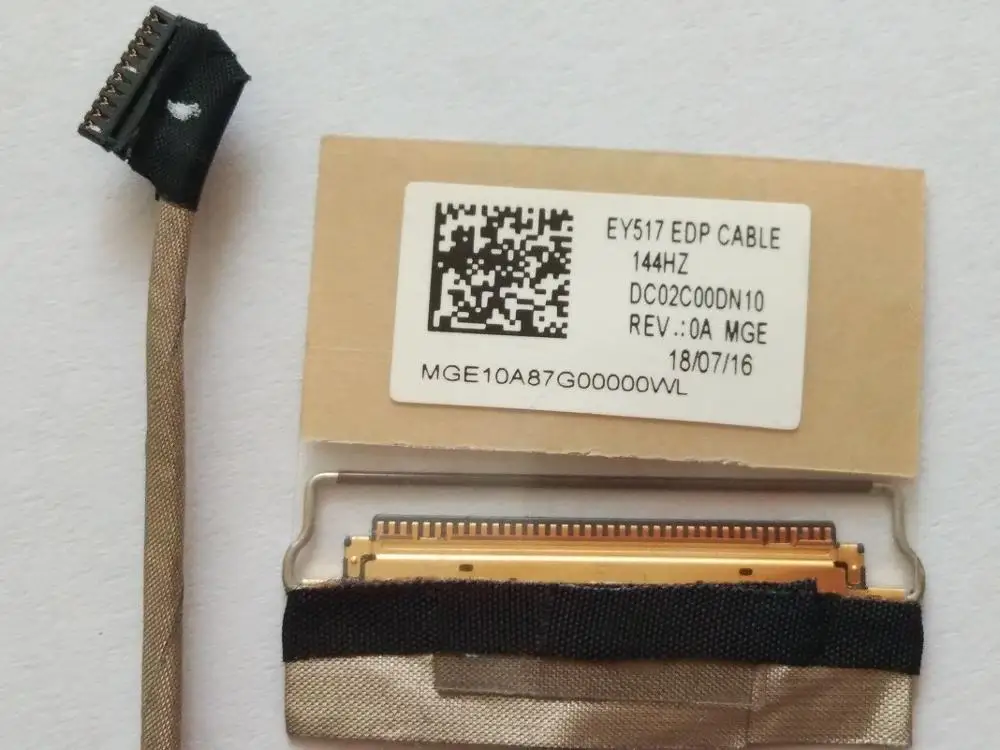 EY517 EDP CABLE
144HZ
DC02C00DN10
REV.:0A MGE
18/07/16
MGE10A87G00000WL